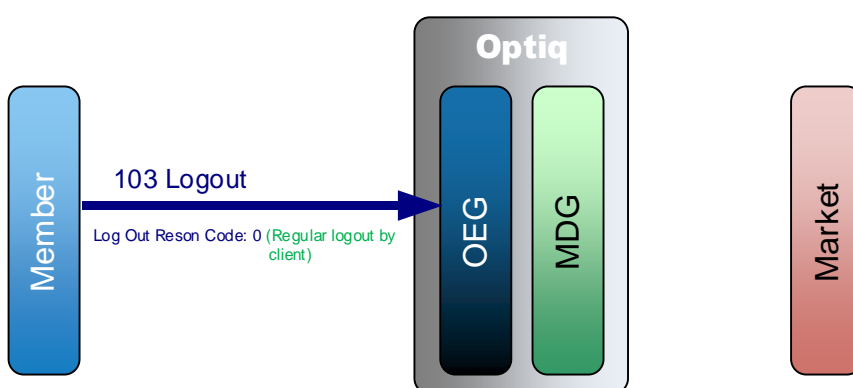 Optiq
103 Logout
Member
Log Out Reson Code: 0 (Regular logout by
client)
OEG
MDG
Market